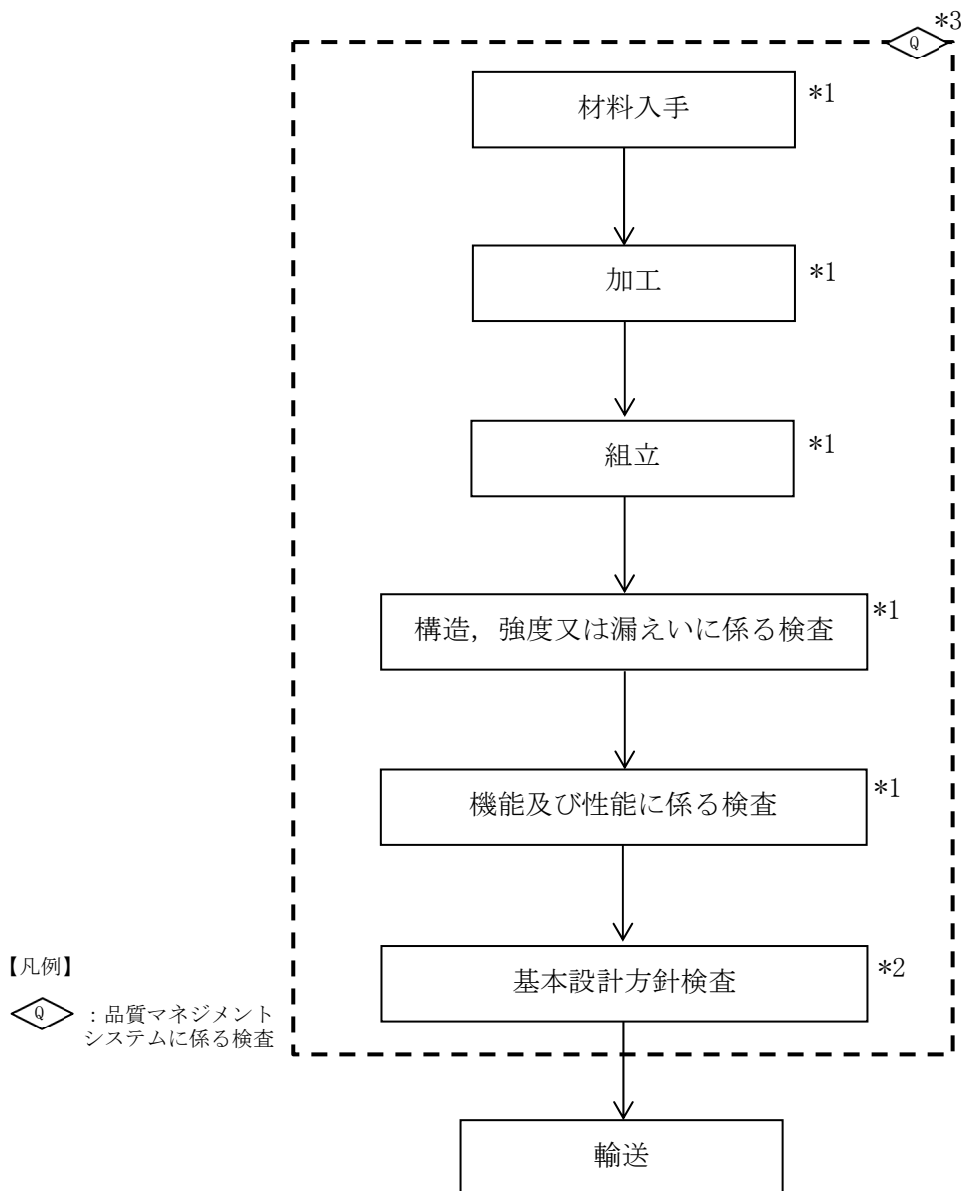 *3
Q
材料入手
*1
加工
*1
組立
*1
構造，強度又は漏えいに係る検査
*1
機能及び性能に係る検査
*1
基本設計方針検査
*2
【凡例】
Q
：品質マネジメント
システムに係る検査
輸送